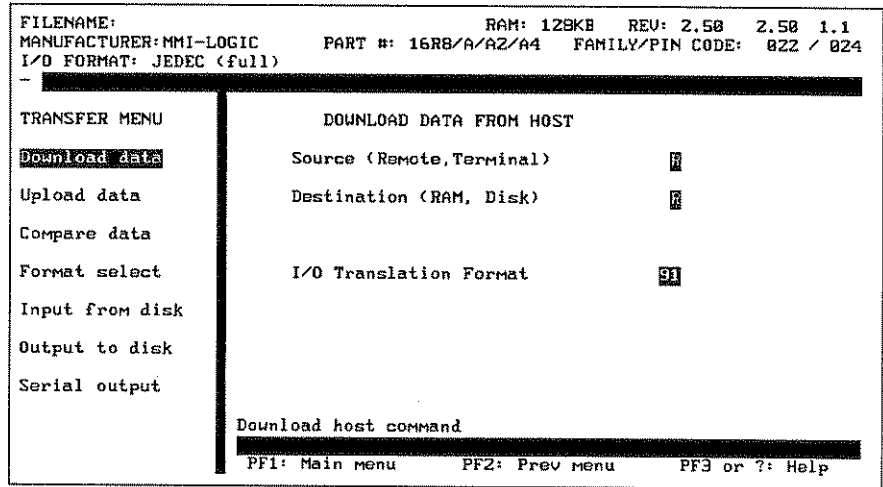 FILENAME: RAM: 128KB REV: 2.50 2.50 1.1
MANUFACTURER:MMI-LOGIC PART #: 16R8/A/A2/A4 FAMILY/PIN CODE: 022 / 024
I/O FORMAT: JEDEC (full)
TRANSFER MENU
DOWNLOAD DATA FROM HOST
Download data
Source (Remote,Terminal) R
Upload data
Destination (RAM, Disk) R
Compare data
Format select
I/O Translation Format 91
Input from disk
Output to disk
Serial output
Download host command
PF1: Main menu PF2: Prev menu PF3 or ?: Help